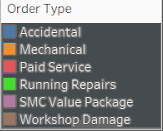 Order Type
Accidental
Mechanical
Paid Service
Running Repairs
SMC Value Package
Workshop Damage